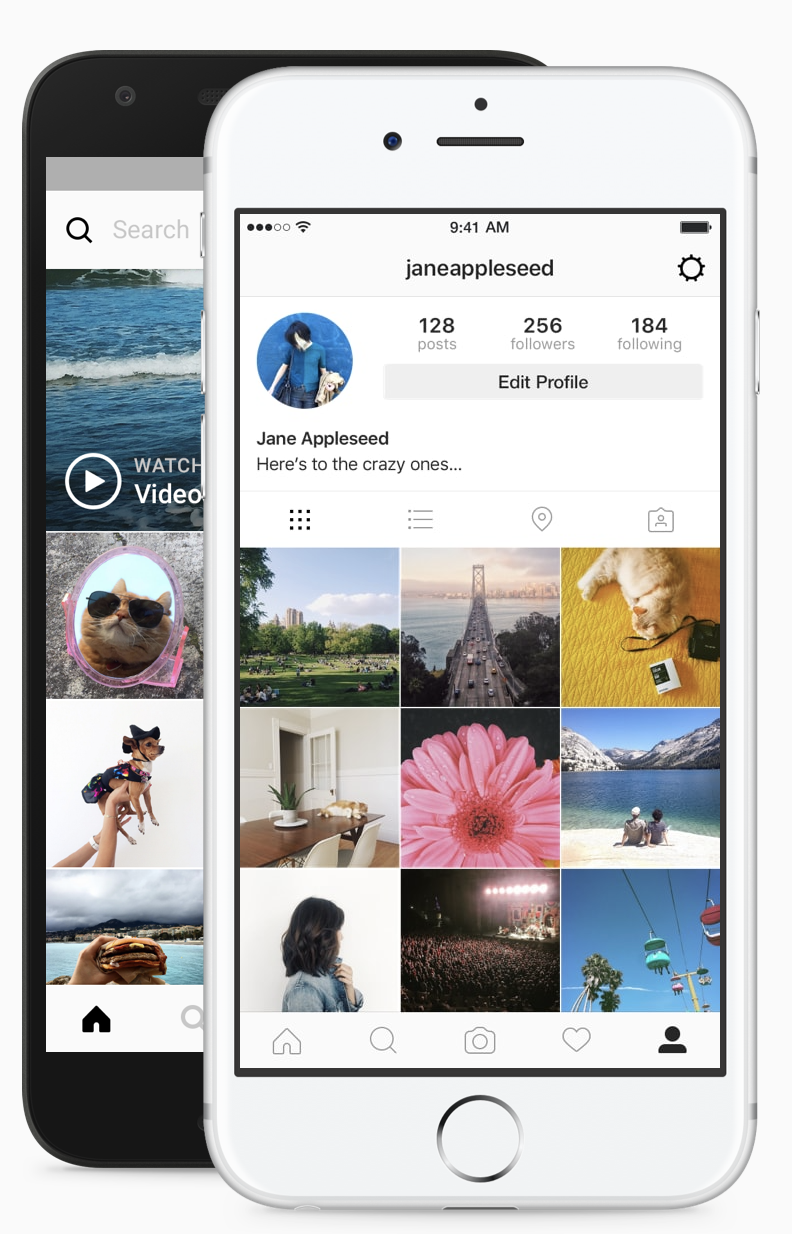 Search
WATCH
Video
9:41 AM
janeappleseed
128 256 184
posts followers following
Edit Profile
Jane Appleseed
Here’s to the crazy ones...